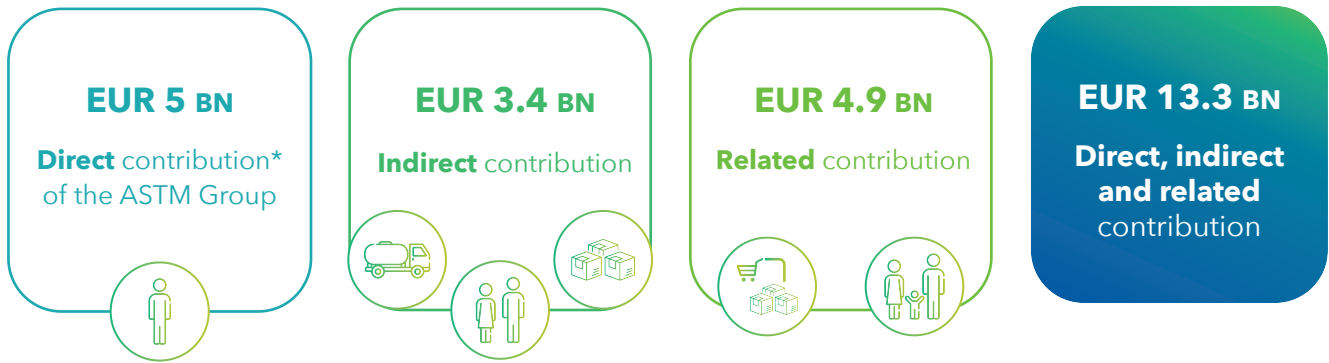 EUR 5 BN
Direct contribution*
of the ASTM Group
EUR 3.4 BN
Indirect contribution
EUR 4.9 BN
Related contribution
EUR 13.3 BN
Direct, indirect
and related
contribution